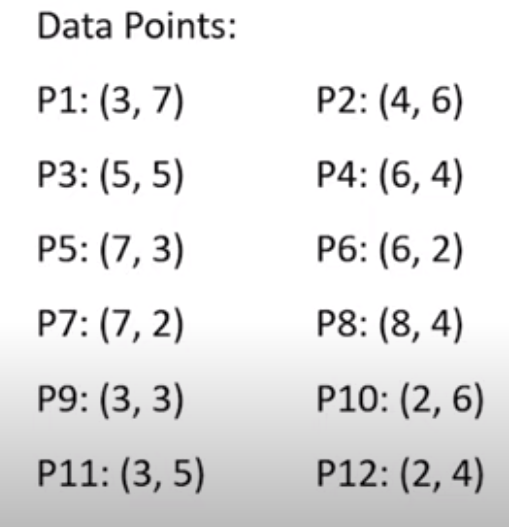 Data Points:
P1: (3, 7) P2: (4, 6)
P3: (5, 5) P4: (6, 4)
P5: (7, 3) P6: (6, 2)
P7: (7, 2) P8: (8, 4)
P9: (3, 3) P10: (2, 6)
P11: (3, 5) P12: (2, 4)